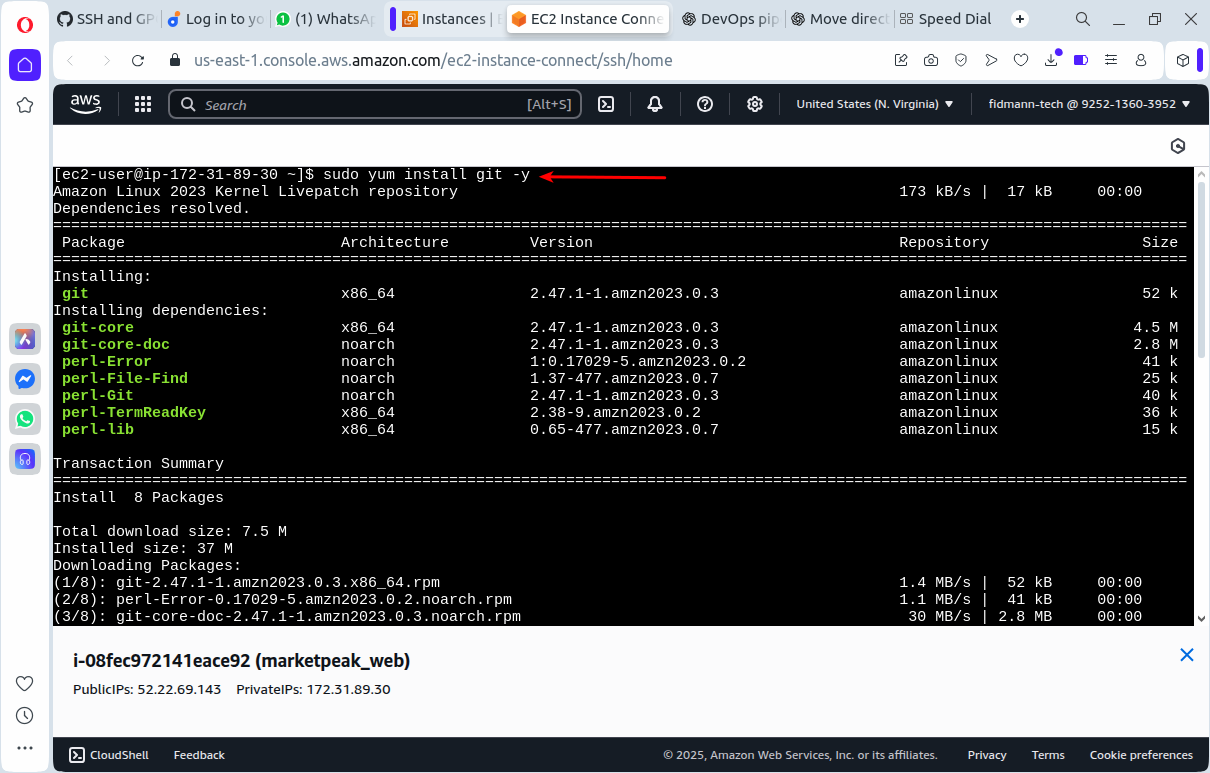 SSH and GP
Log in to yo
(1) WhatsAp
Instances |
EC2 Instance Conne
DevOps pip
Move direct
Speed Dial
us-east-1.console.aws.amazon.com/ec2-instance-connect/ssh/home
aws
Search
[Alt+S]
United States (N. Virginia)
fidmann-tech @ 9252-1360-3952
[ec2-user@ip-172-31-89-30 ~]$ sudo yum install git -y
Amazon Linux 2023 Kernel Livepatch repository 173 kB/s | 17 kB 00:00
Dependencies resolved.
================================================================================
Package Architecture Version Repository Size
================================================================================
Installing:
git x86_64 2.47.1-1.amzn2023.0.3 amazonlinux 52 k
Installing dependencies:
git-core x86_64 2.47.1-1.amzn2023.0.3 amazonlinux 4.5 M
git-core-doc noarch 2.47.1-1.amzn2023.0.3 amazonlinux 2.8 M
perl-Error noarch 1:0.17029-5.amzn2023.0.2 amazonlinux 41 k
perl-File-Find noarch 1.37-477.amzn2023.0.7 amazonlinux 25 k
perl-Git noarch 2.47.1-1.amzn2023.0.3 amazonlinux 40 k
perl-TermReadKey x86_64 2.38-9.amzn2023.0.2 amazonlinux 36 k
perl-lib x86_64 0.65-477.amzn2023.0.7 amazonlinux 15 k
Transaction Summary
================================================================================
Install 8 Packages
Total download size: 7.5 M
Installed size: 37 M
Downloading Packages:
(1/8): git-2.47.1-1.amzn2023.0.3.x86_64.rpm 1.4 MB/s | 52 kB 00:00
(2/8): perl-Error-0.17029-5.amzn2023.0.2.noarch.rpm 1.1 MB/s | 41 kB 00:00
(3/8): git-core-doc-2.47.1-1.amzn2023.0.3.noarch.rpm 30 MB/s | 2.8 MB 00:00
i-08fec972141eace92 (marketpeak_web)
PublicIPs: 52.22.69.143 PrivateIPs: 172.31.89.30
CloudShell
Feedback
© 2025, Amazon Web Services, Inc. or its affiliates.
Privacy
Terms
Cookie preferences